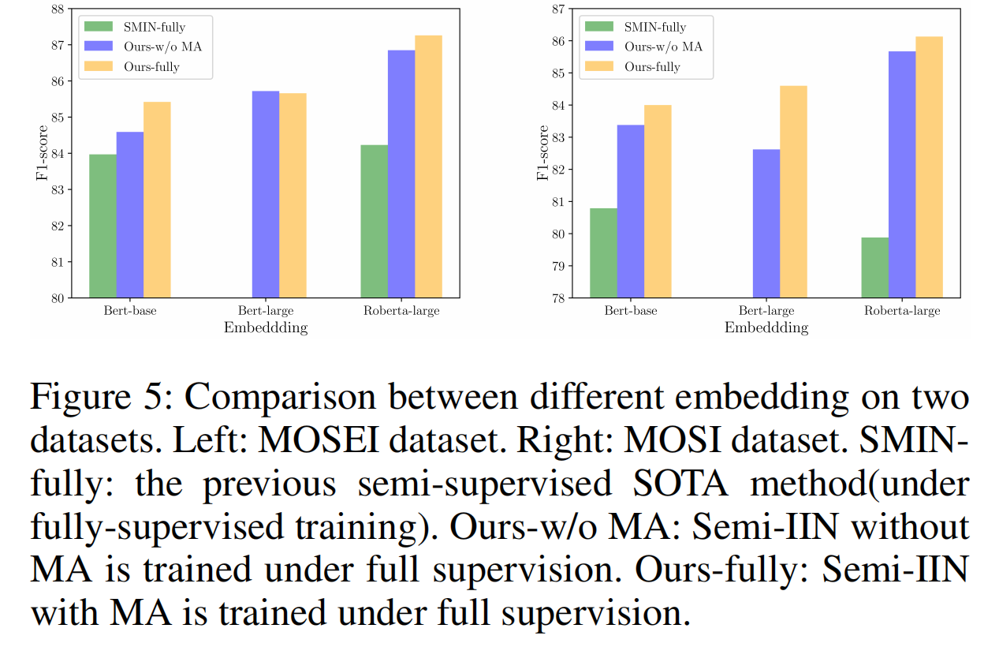 88
87
86
85
84
83
82
81
80
F1-score
SMIN-fully
Ours-w/o MA
Ours-fully
Bert-base
Bert-large
Roberta-large
Embeddding
87
86
85
84
83
82
81
80
79
78
F1-score
SMIN-fully
Ours-w/o MA
Ours-fully
Bert-base
Bert-large
Roberta-large
Embeddding
Figure 5: Comparison between different embedding on two
datasets. Left: MOSEI dataset. Right: MOSI dataset. SMIN-
fully: the previous semi-supervised SOTA method(under
fully-supervised training). Ours-w/o MA: Semi-IIN without
MA is trained under full supervision. Ours-fully: Semi-IIN
with MA is trained under full supervision.